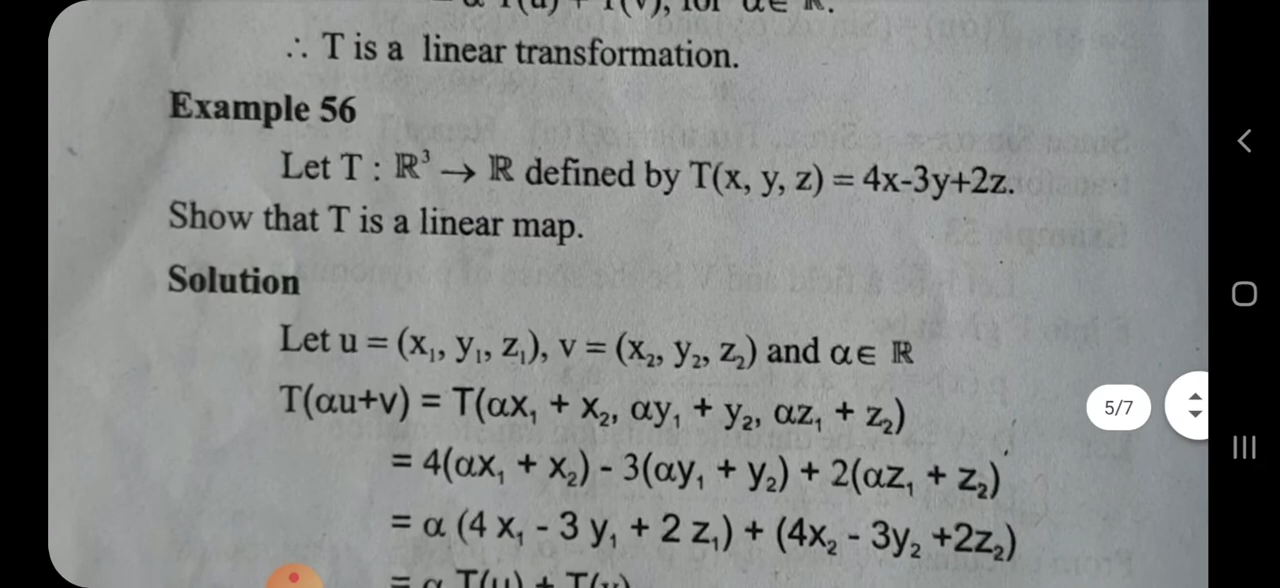 = α T(u) + T(v), for α∈ ℝ.
∴ T is a linear transformation.
Example 56
Let T : ℝ³ → ℝ defined by T(x, y, z) = 4x-3y+2z.
Show that T is a linear map.
Solution
Let u = (x₁, y₁, z₁), v = (x₂, y₂, z₂) and α∈ ℝ
T(αu+v) = T(αx₁ + x₂, αy₁ + y₂, αz₁ + z₂)
5/7
= 4(αx₁ + x₂) - 3(αy₁ + y₂) + 2(αz₁ + z₂)
= α (4 x₁ - 3 y₁ + 2 z₁) + (4x₂ - 3y₂ +2z₂)
= α T(u) + T(v)